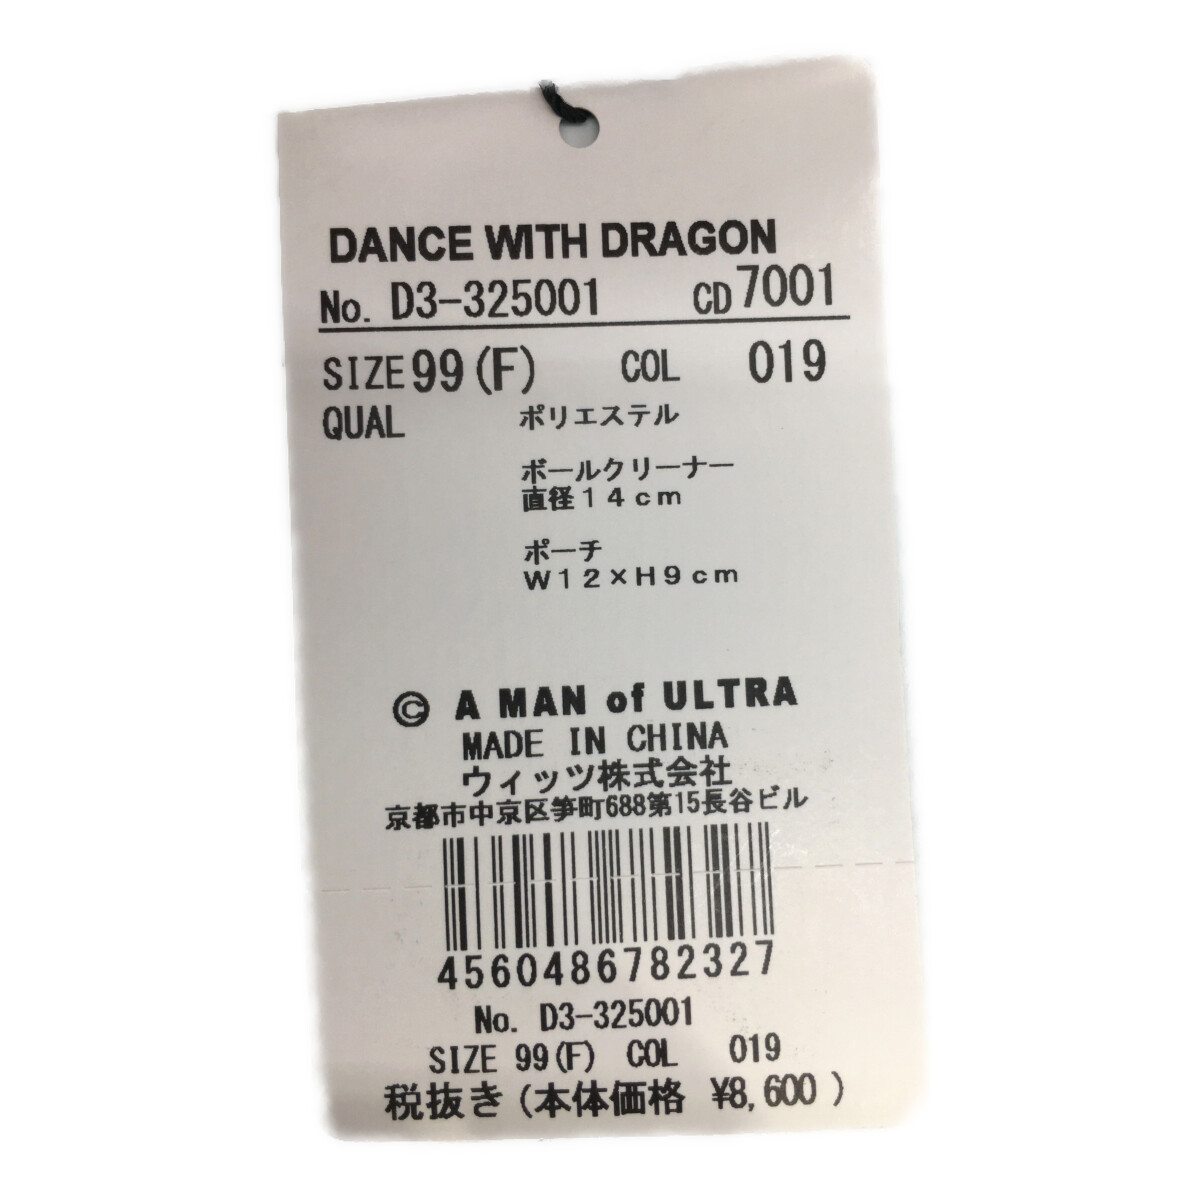 DANCE WITH DRAGON
No. D3-325001 CD 7001
SIZE 99 (F) COL 019
QUAL ポリエステル
ボールクリーナー
直径14cm
ポーチ
W12×H9cm
© A MAN of ULTRA
MADE IN CHINA
ウィッツ株式会社
京都市中京区笋町688第15長谷ビル
4560486782327
No. D3-325001
SIZE 99(F) COL 019
税抜き(本体価格 ¥8,600 )